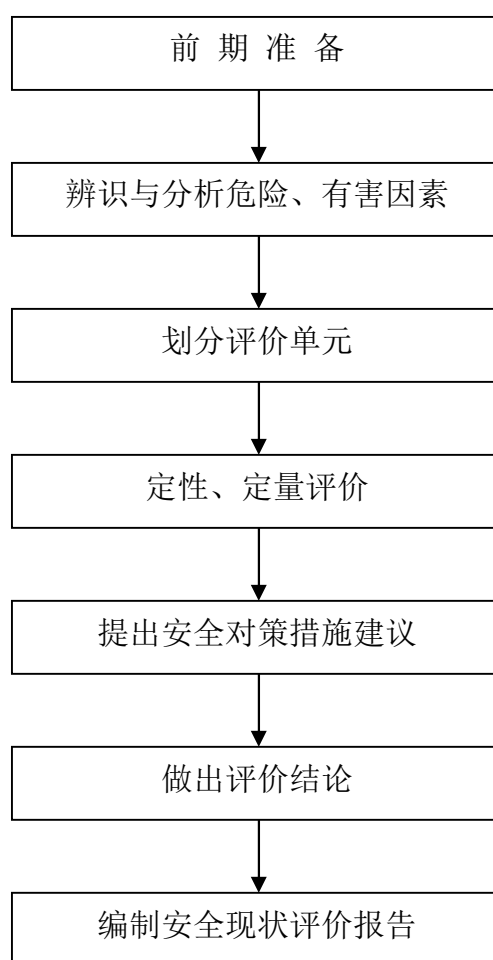 前 期 准 备
辨识与分析危险、有害因素
划分评价单元
定性、定量评价
提出安全对策措施建议
做出评价结论
编制安全现状评价报告